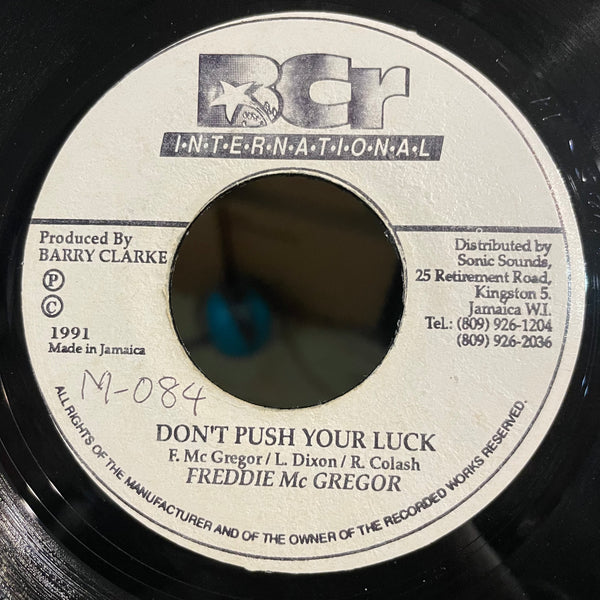 BCr
I·N·T·E·R·N·A·T·I·O·N·A·L
Produced By
BARRY CLARKE
P
C
1991
Made in Jamaica
Distributed by
Sonic Sounds,
25 Retirement Road,
Kingston 5.
Jamaica W.I.
Tel.: (809) 926-1204
(809) 926-2036
M-084
DON'T PUSH YOUR LUCK
F. Mc Gregor / L. Dixon / R. Colash
FREDDIE Mc GREGOR
ALL RIGHTS OF THE MANUFACTURER AND OF THE OWNER OF THE RECORDED WORKS RESERVED.